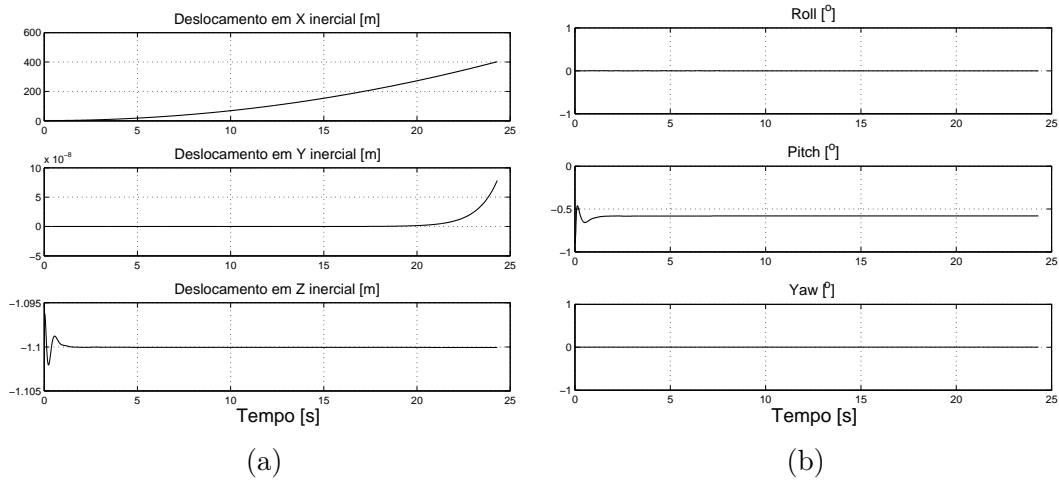 Deslocamento em X inercial [m]
600
400
200
0
0 5 10 15 20 25
x 10⁻⁸
Deslocamento em Y inercial [m]
10
5
0
−5
0 5 10 15 20 25
Deslocamento em Z inercial [m]
−1.095
−1.1
−1.105
0 5 10 15 20 25
Tempo [s]
(a)
Roll [º]
1
0
−1
0 5 10 15 20 25
Pitch [º]
0
−0.5
−1
0 5 10 15 20 25
Yaw [º]
1
0
−1
0 5 10 15 20 25
Tempo [s]
(b)